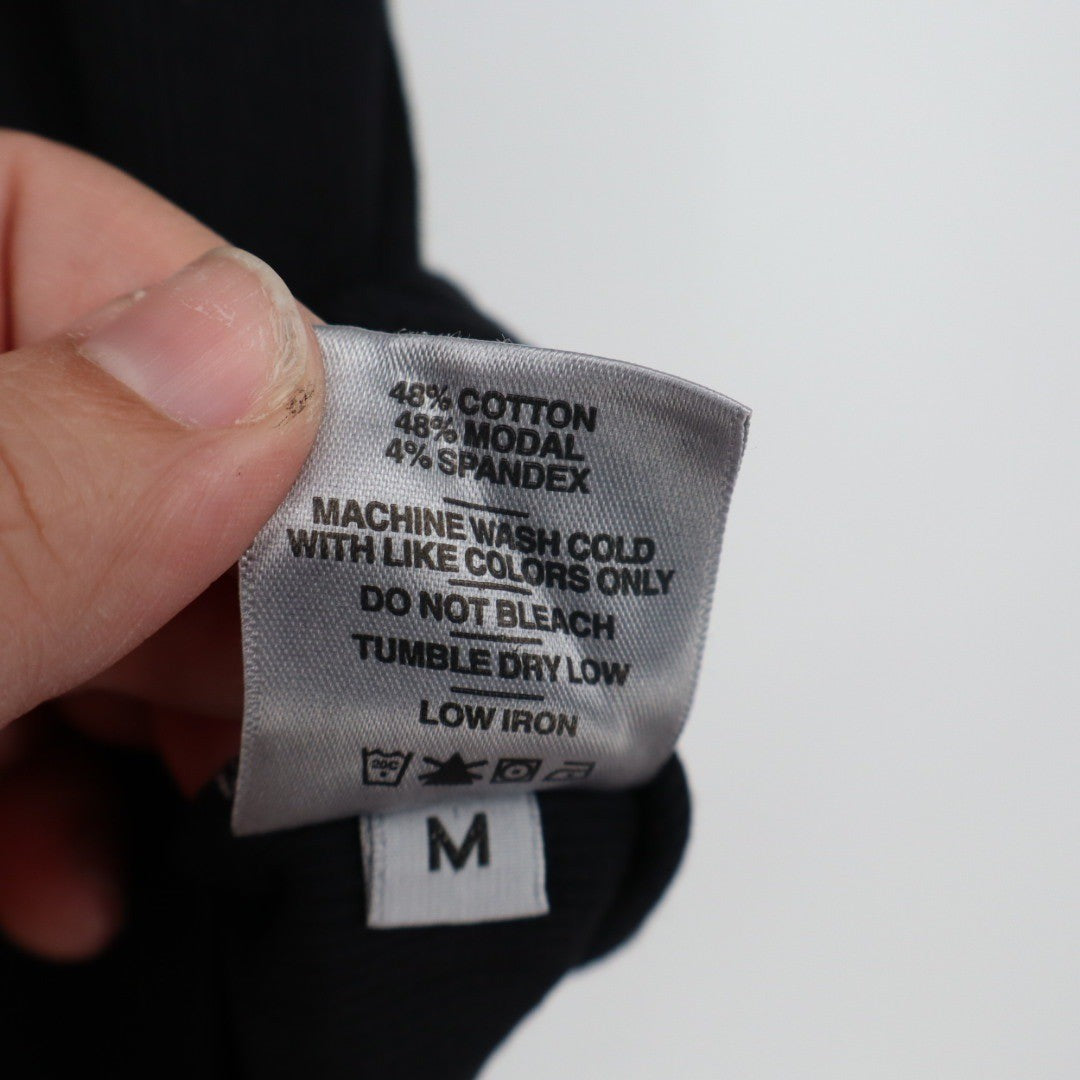 48% COTTON
48% MODAL
4% SPANDEX
MACHINE WASH COLD
WITH LIKE COLORS ONLY
DO NOT BLEACH
TUMBLE DRY LOW
LOW IRON
20C
M